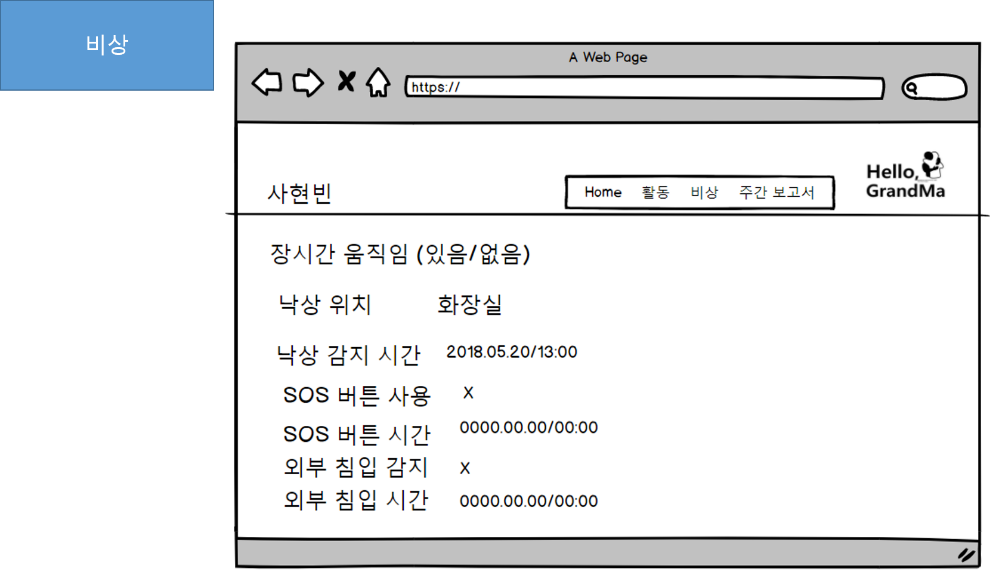 비상
A Web Page
https://
Hello,
GrandMa
사현빈
Home 활동 비상 주간 보고서
장시간 움직임 (있음/없음)
낙상 위치 화장실
낙상 감지 시간 2018.05.20/13:00
SOS 버튼 사용 X
SOS 버튼 시간 0000.00.00/00:00
외부 침입 감지 X
외부 침입 시간 0000.00.00/00:00